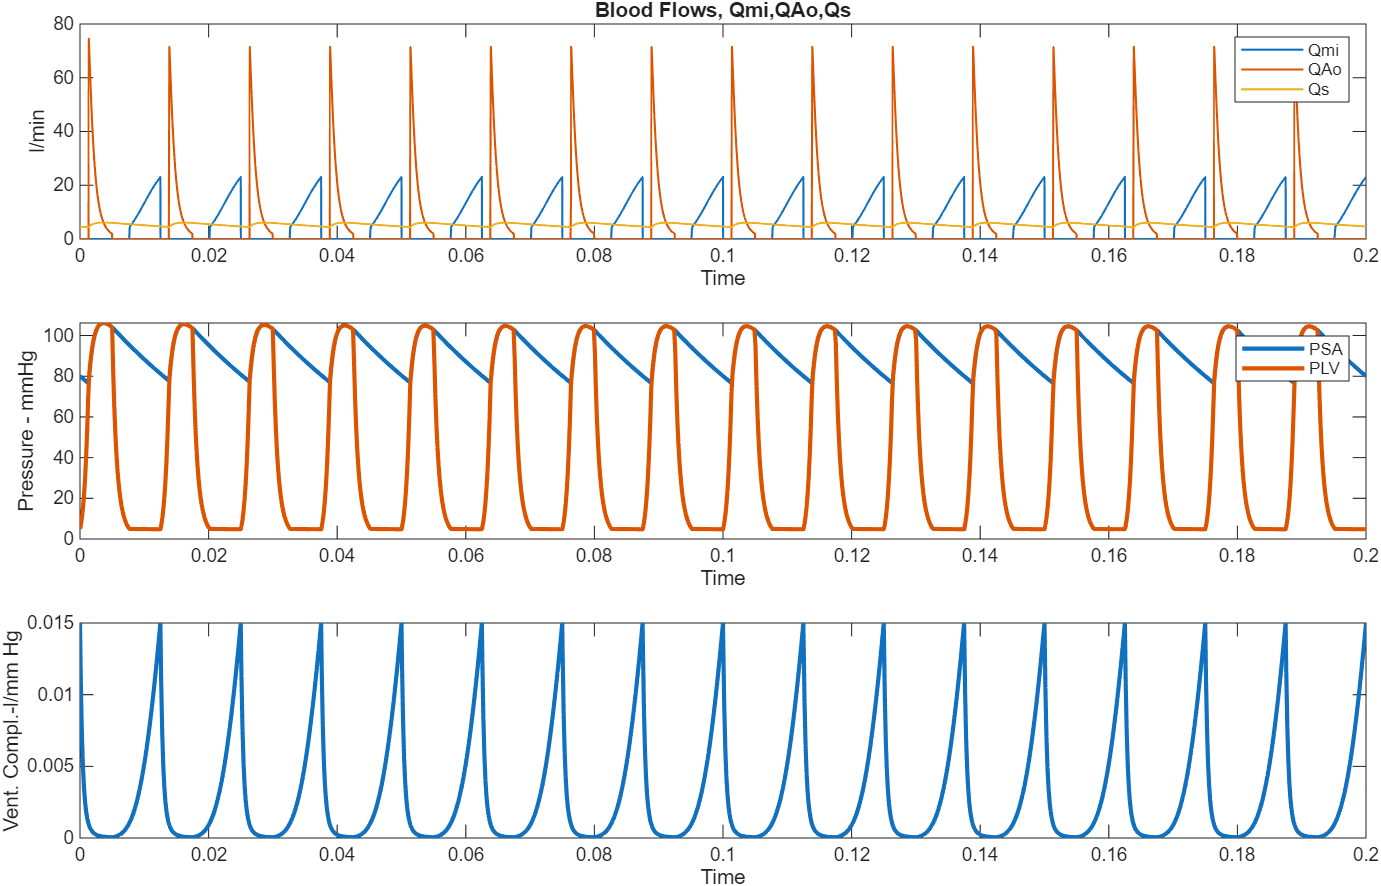 Blood Flows, Qmi,QAo,Qs
80
60
40
20
0
l/min
Qmi
QAo
Qs
0 0.02 0.04 0.06 0.08 0.1 0.12 0.14 0.16 0.18 0.2
Time
100
80
60
40
20
0
Pressure - mmHg
PSA
PLV
0 0.02 0.04 0.06 0.08 0.1 0.12 0.14 0.16 0.18 0.2
Time
0.015
0.01
0.005
0
Vent. Compl.-l/mm Hg
0 0.02 0.04 0.06 0.08 0.1 0.12 0.14 0.16 0.18 0.2
Time